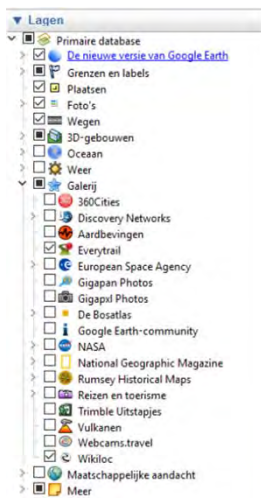 Lagen
Primaire database
De nieuwe versie van Google Earth
Grenzen en labels
Plaatsen
Foto's
Wegen
3D-gebouwen
Oceaan
Weer
Galerij
360Cities
Discovery Networks
Aardbevingen
Everytrail
European Space Agency
Gigapan Photos
Gigapxl Photos
De Bosatlas
Google Earth-community
NASA
National Geographic Magazine
Rumsey Historical Maps
Reizen en toerisme
Trimble Uitstapjes
Vulkanen
Webcams.travel
Wikiloc
Maatschappelijke aandacht
Meer